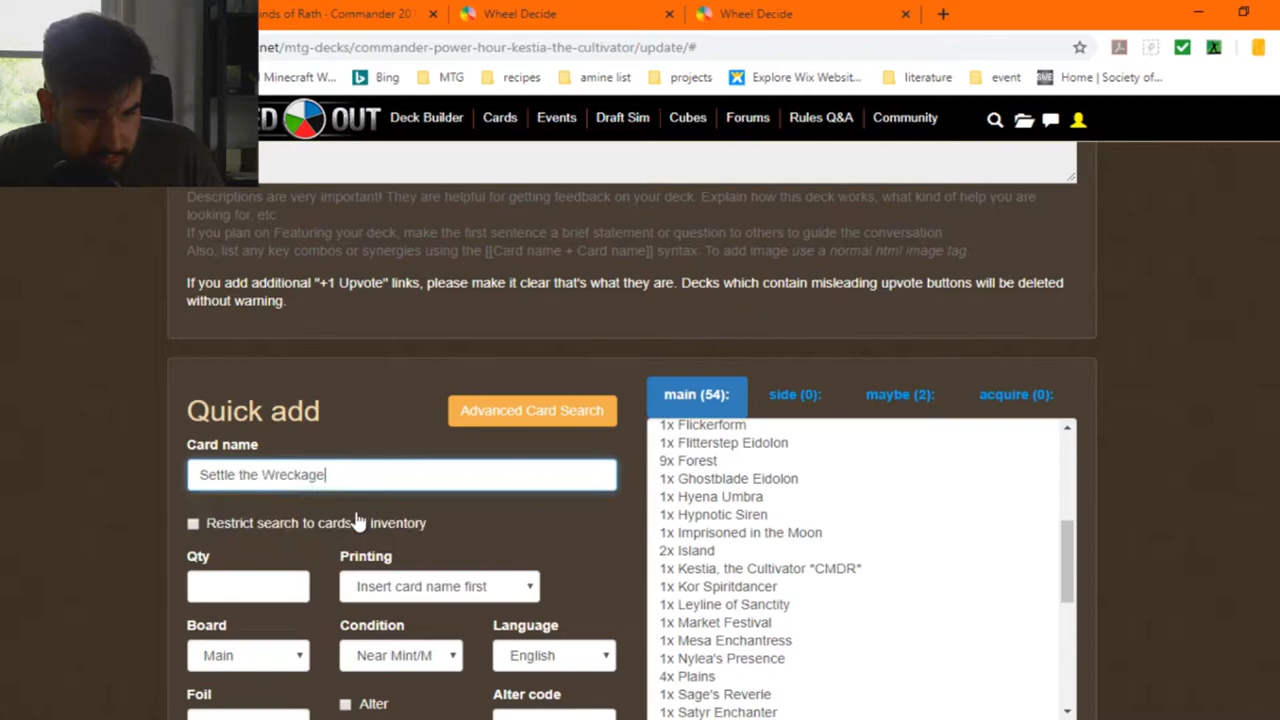 inds of Rath - Commander 20
Wheel Decide
Wheel Decide
net/mtg-decks/commander-power-hour-kestia-the-cultivator/update/#
Minecraft W...
Bing
MTG
recipes
amine list
projects
Explore Wix Websit...
literature
event
Home | Society of...
ED OUT
Deck Builder
Cards
Events
Draft Sim
Cubes
Forums
Rules Q&A
Community
Descriptions are very important! They are helpful for getting feedback on your deck. Explain how this deck works, what kind of help you are
looking for, etc
If you plan on Featuring your deck, make the first sentence a brief statement or question to others to guide the conversation
Also, list any key combos or synergies using the [[Card name + Card name]] syntax. To add image use a normal html image tag.
If you add additional "+1 Upvote" links, please make it clear that's what they are. Decks which contain misleading upvote buttons will be deleted
without warning.
Quick add
Advanced Card Search
Card name
Settle the Wreckage
Restrict search to cards inventory
Qty
Printing
Insert card name first
Board
Condition
Language
Main
Near Mint/M
English
Foil
Alter
Alter code
main (54):
side (0):
maybe (2):
acquire (0):
1x Flickerform
1x Flitterstep Eidolon
9x Forest
1x Ghostblade Eidolon
1x Hyena Umbra
1x Hypnotic Siren
1x Imprisoned in the Moon
2x Island
1x Kestia, the Cultivator *CMDR*
1x Kor Spiritdancer
1x Leyline of Sanctity
1x Market Festival
1x Mesa Enchantress
1x Nylea's Presence
4x Plains
1x Sage's Reverie
1x Satyr Enchanter